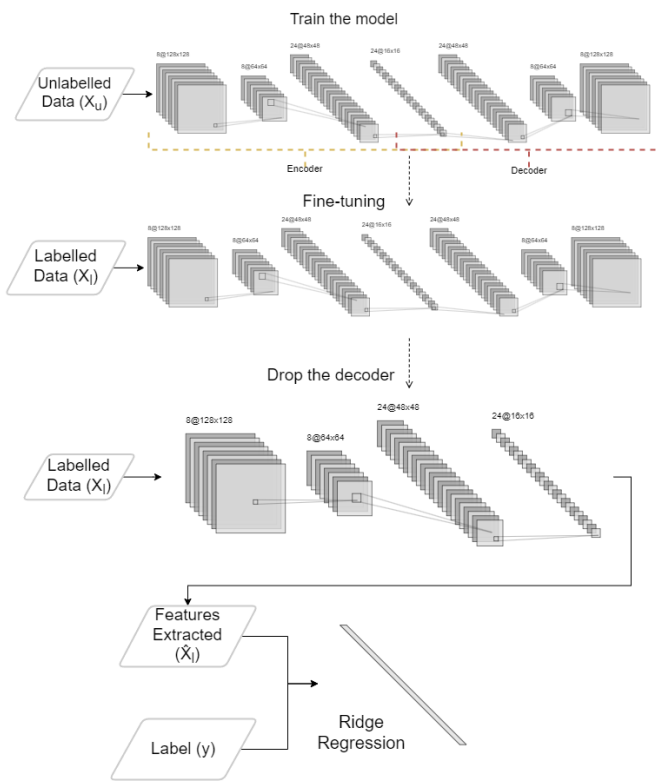 Train the model
8@128x128
8@64x64
24@48x48
24@16x16
24@48x48
8@64x64
8@128x128
Unlabelled
Data (Xu)
Encoder
Decoder
Fine-tuning
8@128x128
8@64x64
24@48x48
24@16x16
24@48x48
8@64x64
8@128x128
Labelled
Data (Xl)
Drop the decoder
8@128x128
8@64x64
24@48x48
24@16x16
Labelled
Data (Xl)
Features
Extracted
(X̂l)
Label (y)
Ridge
Regression